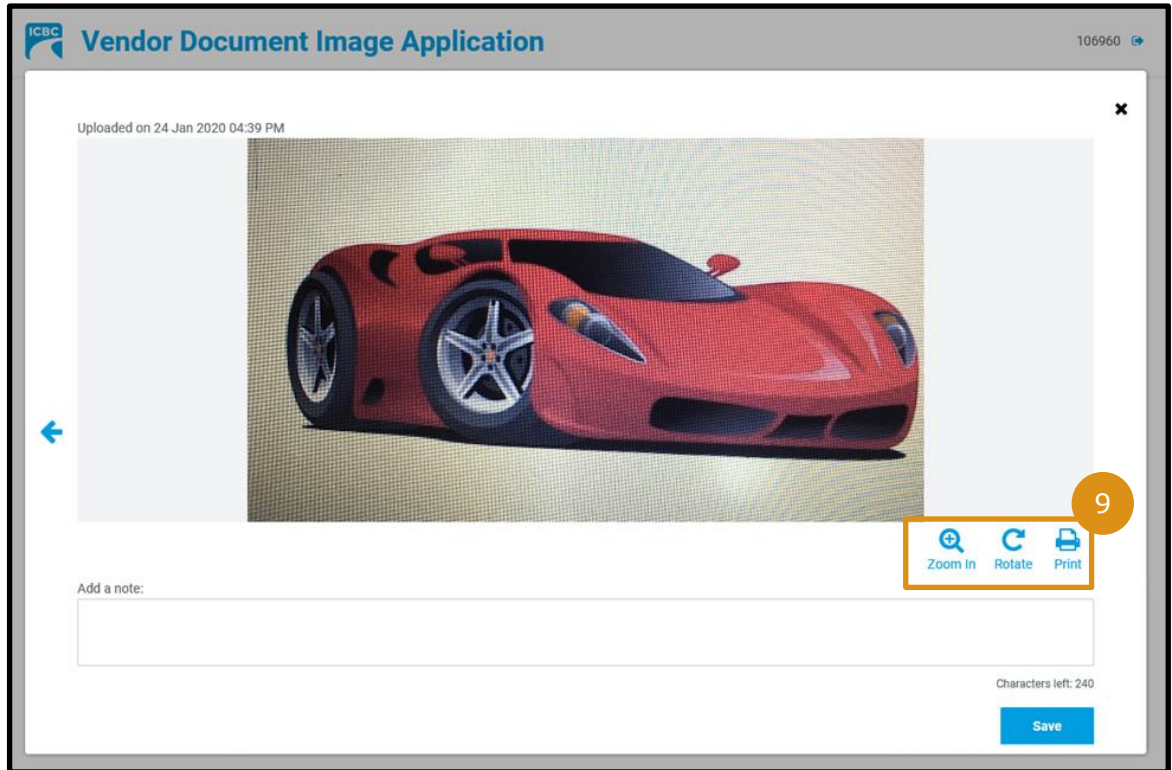 ICBC
Vendor Document Image Application
106960
Uploaded on 24 Jan 2020 04:39 PM
9
Zoom In Rotate Print
Add a note:
Characters left: 240
Save